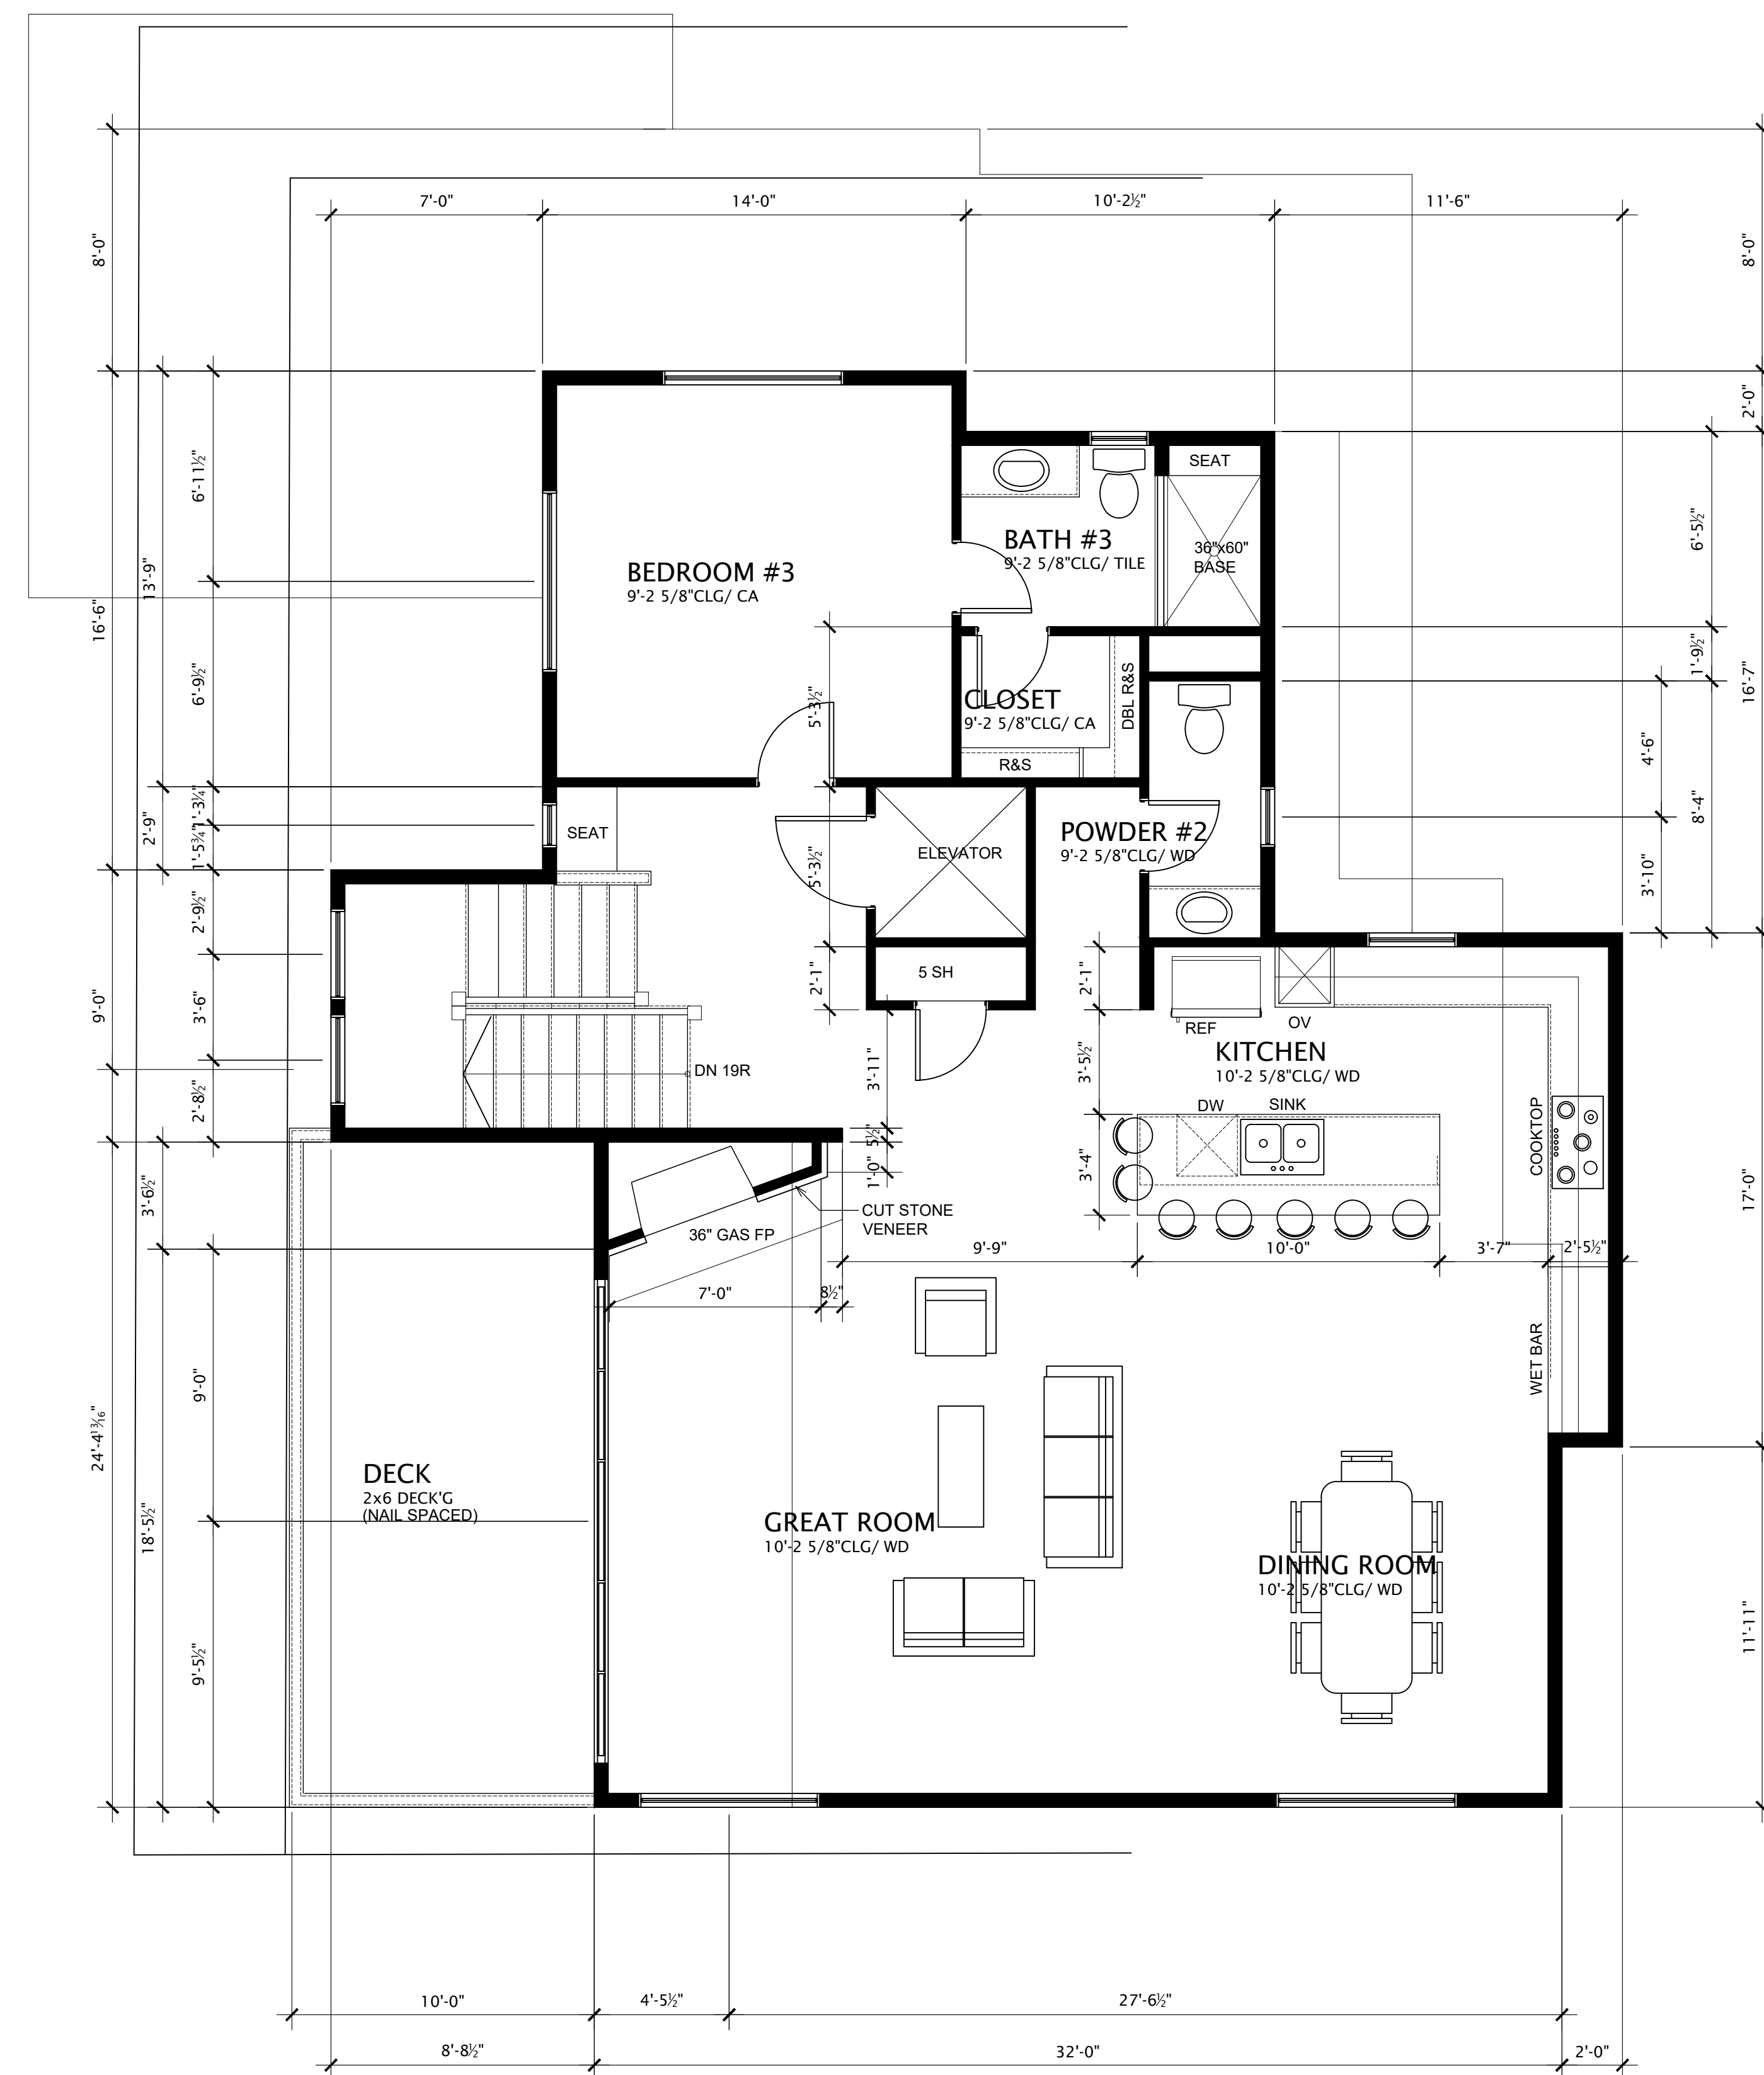 7'-0"
14'-0"
10'-2½"
11'-6"
8'-0"
8'-0"
2'-0"
16'-6"
13'-9"
6'-11½"
6'-9½"
2'-9"
1'-3¼"
1'-5¾"
9'-0"
2'-9½"
3'-6"
2'-8½"
24'-4 13/16"
3'-6½"
18'-5½"
9'-0"
9'-5½"
6'-5½"
1'-9½"
16'-7"
4'-6"
8'-4"
3'-10"
17'-0"
11'-11"
BEDROOM #3
9'-2 5/8"CLG/ CA
BATH #3
9'-2 5/8"CLG/ TILE
SEAT
36"x60"
BASE
CLOSET
9'-2 5/8"CLG/ CA
DBL R&S
R&S
5'-3½"
5'-3½"
2'-1"
SEAT
ELEVATOR
POWDER #2
9'-2 5/8"CLG/ WD
5 SH
2'-1"
REF
OV
KITCHEN
10'-2 5/8"CLG/ WD
3'-5½"
3'-11"
DN 19R
DW
SINK
COOKTOP
3'-4"
5½"
1'-0"
CUT STONE
VENEER
36" GAS FP
9'-9"
10'-0"
3'-7"
2'-5½"
7'-0"
8½"
WET BAR
DECK
2x6 DECK'G
(NAIL SPACED)
GREAT ROOM
10'-2 5/8"CLG/ WD
DINING ROOM
10'-2 5/8"CLG/ WD
10'-0"
4'-5½"
27'-6½"
8'-8½"
32'-0"
2'-0"